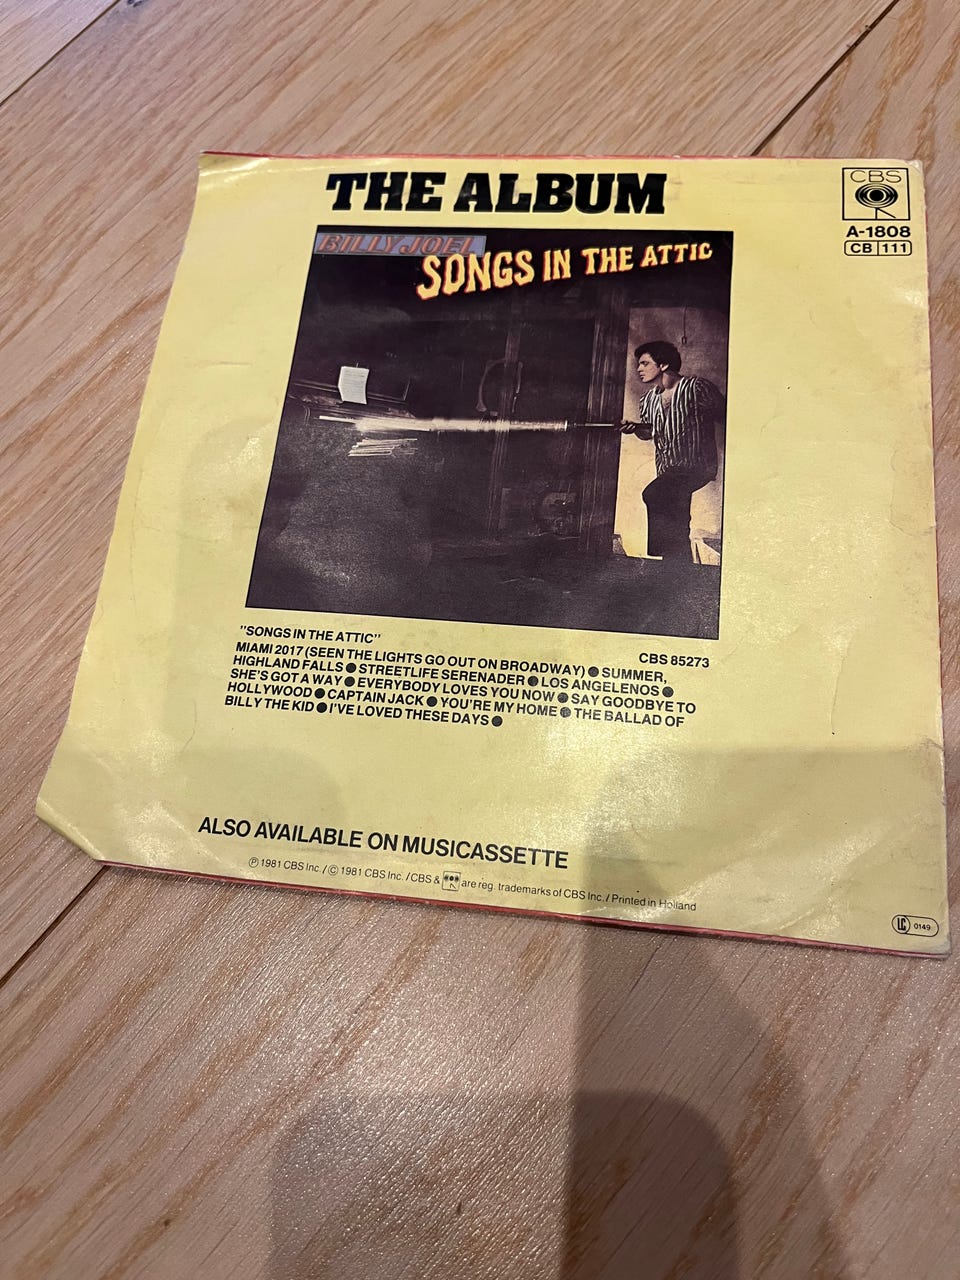 THE ALBUM
CBS
A-1808
CB 111
BILLY JOEL
SONGS IN THE ATTIC
"SONGS IN THE ATTIC"
CBS 85273
MIAMI 2017 (SEEN THE LIGHTS GO OUT ON BROADWAY) ● SUMMER,
HIGHLAND FALLS ● STREETLIFE SERENADER ● LOS ANGELENOS ●
SHE'S GOT A WAY ● EVERYBODY LOVES YOU NOW ● SAY GOODBYE TO
HOLLYWOOD ● CAPTAIN JACK ● YOU'RE MY HOME ● THE BALLAD OF
BILLY THE KID ● I'VE LOVED THESE DAYS ●
ALSO AVAILABLE ON MUSICASSETTE
℗ 1981 CBS Inc. / © 1981 CBS Inc. / CBS & are reg. trademarks of CBS Inc. / Printed in Holland
LC 0149